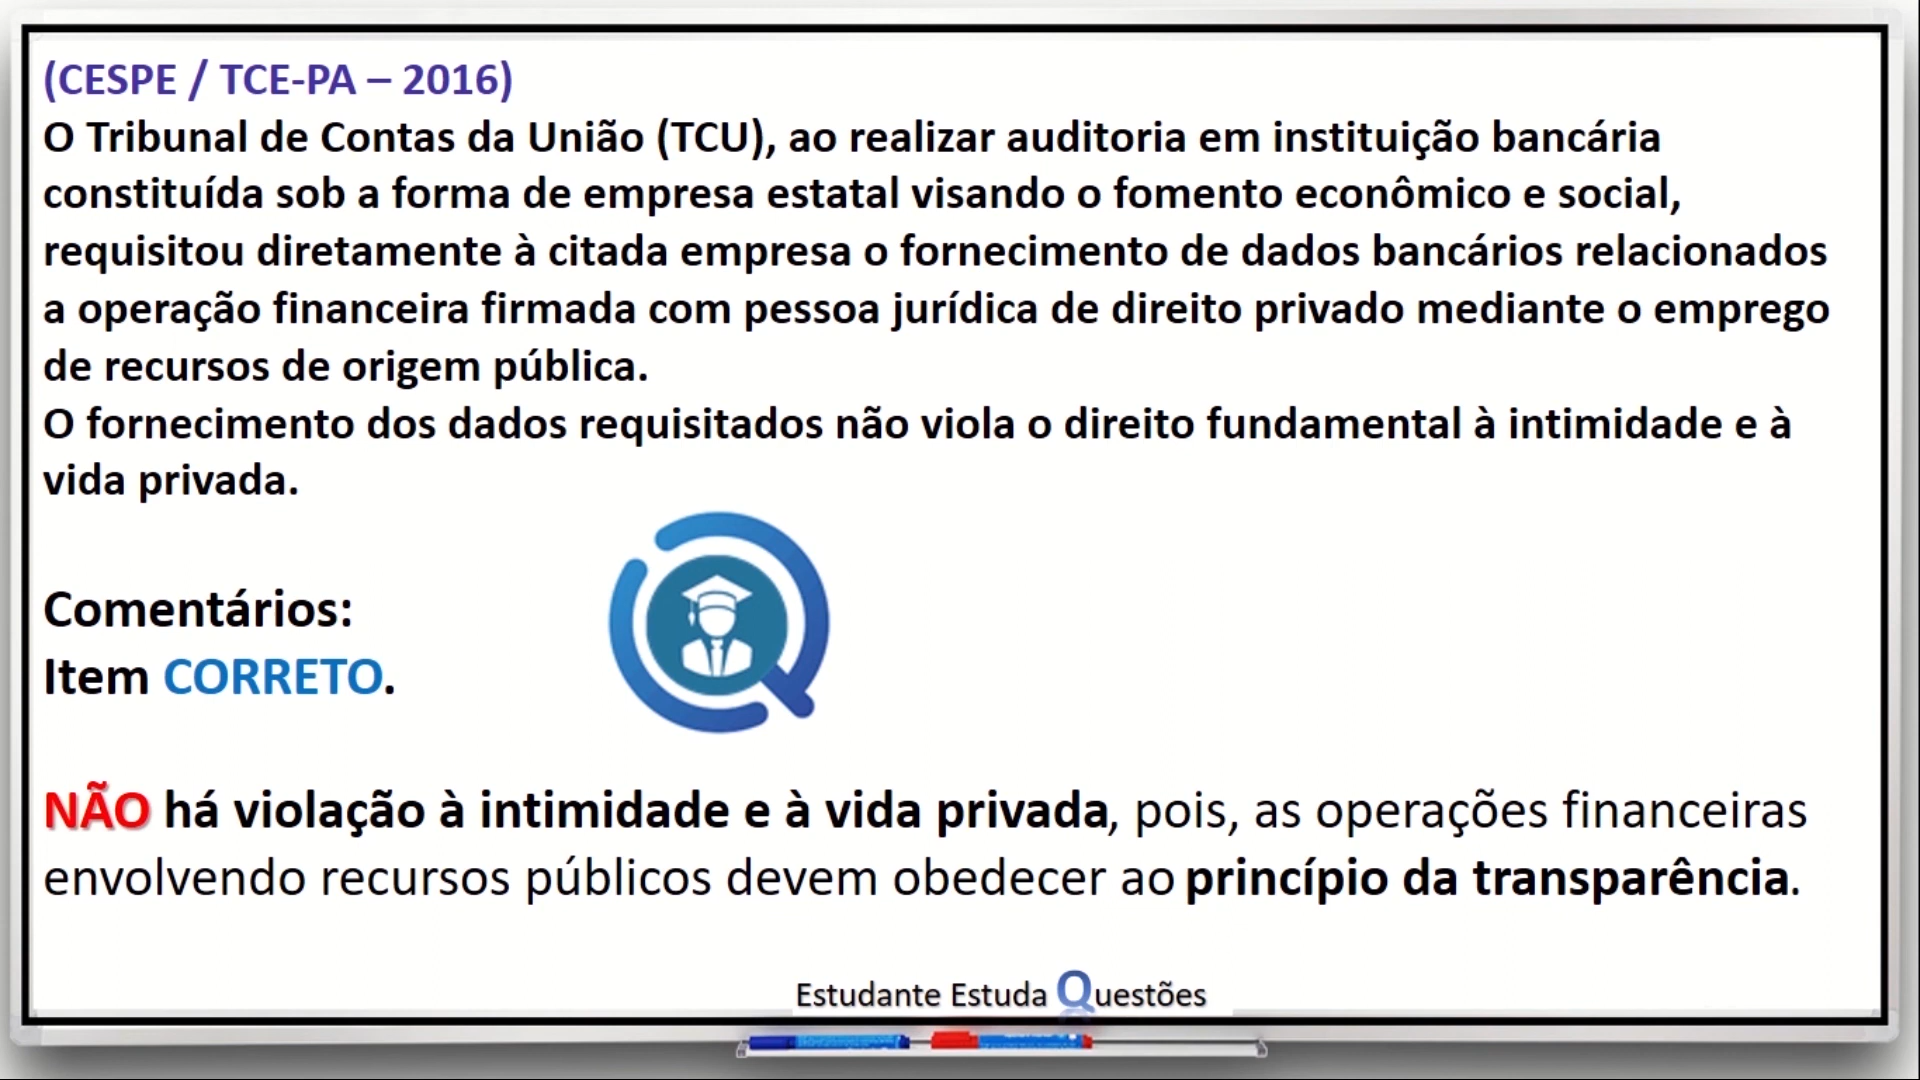 (CESPE / TCE-PA – 2016)
O Tribunal de Contas da União (TCU), ao realizar auditoria em instituição bancária
constituída sob a forma de empresa estatal visando o fomento econômico e social,
requisitou diretamente à citada empresa o fornecimento de dados bancários relacionados
a operação financeira firmada com pessoa jurídica de direito privado mediante o emprego
de recursos de origem pública.
O fornecimento dos dados requisitados não viola o direito fundamental à intimidade e à
vida privada.
Comentários:
Item CORRETO.
NÃO há violação à intimidade e à vida privada, pois, as operações financeiras
envolvendo recursos públicos devem obedecer ao princípio da transparência.
Estudante Estuda Questões